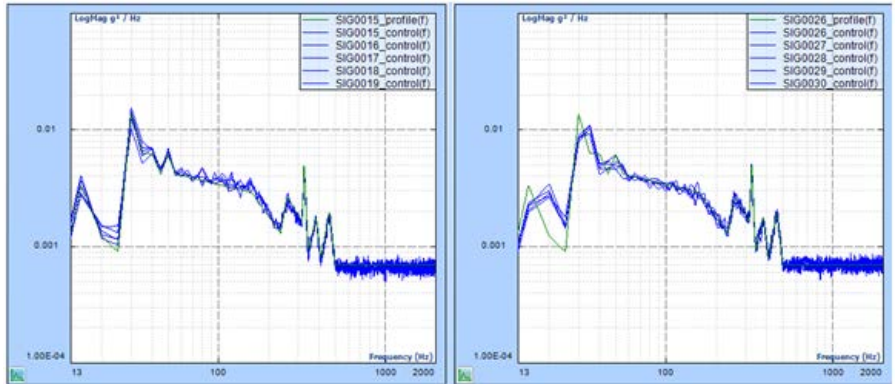 LogMag g² / Hz
SIG0015_profile(f)
SIG0015_control(f)
SIG0016_control(f)
SIG0017_control(f)
SIG0018_control(f)
SIG0019_control(f)
0.01
0.001
1.00E-04
Frequency (Hz)
13
100
1000
2000
LogMag g² / Hz
SIG0026_profile(f)
SIG0026_control(f)
SIG0027_control(f)
SIG0028_control(f)
SIG0029_control(f)
SIG0030_control(f)
0.01
0.001
1.00E-04
Frequency (Hz)
13
100
1000
2000